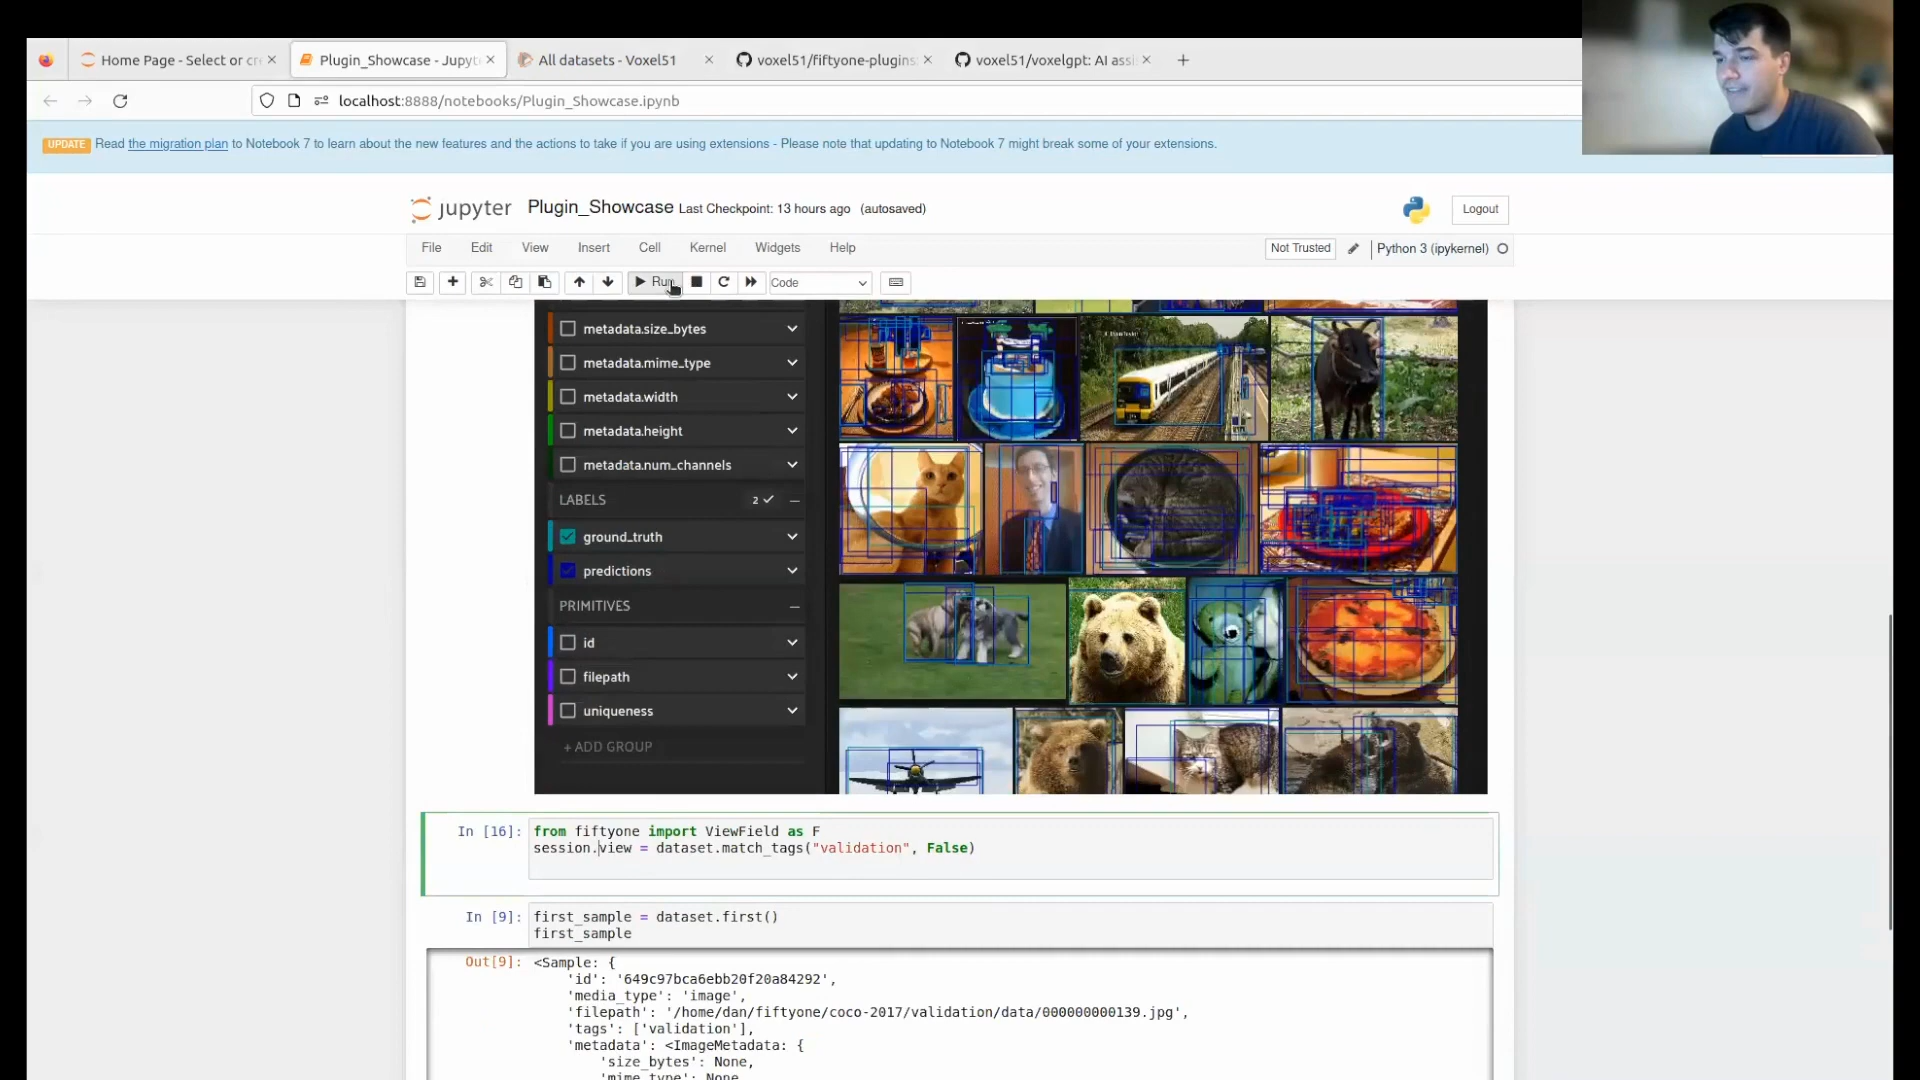 Home Page - Select or cr
Plugin_Showcase - Jupyt
All datasets - Voxel51
voxel51/fiftyone-plugins
voxel51/voxelgpt: AI assi
localhost:8888/notebooks/Plugin_Showcase.ipynb
UPDATE Read the migration plan to Notebook 7 to learn about the new features and the actions to take if you are using extensions - Please note that updating to Notebook 7 might break some of your extensions.
jupyter Plugin_Showcase Last Checkpoint: 13 hours ago (autosaved)
Logout
File Edit View Insert Cell Kernel Widgets Help
Not Trusted
Python 3 (ipykernel)
Run
Code
metadata.size_bytes
metadata.mime_type
metadata.width
metadata.height
metadata.num_channels
LABELS 2
ground_truth
predictions
PRIMITIVES
id
filepath
uniqueness
+ ADD GROUP
In [16]: from fiftyone import ViewField as F
session.view = dataset.match_tags("validation", False)
In [9]: first_sample = dataset.first()
first_sample
Out[9]: <Sample: {
'id': '649c97bca6ebb20f20a84292',
'media_type': 'image',
'filepath': '/home/dan/fiftyone/coco-2017/validation/data/000000000139.jpg',
'tags': ['validation'],
'metadata': <ImageMetadata: {
'size_bytes': None,
'mime_type': None,